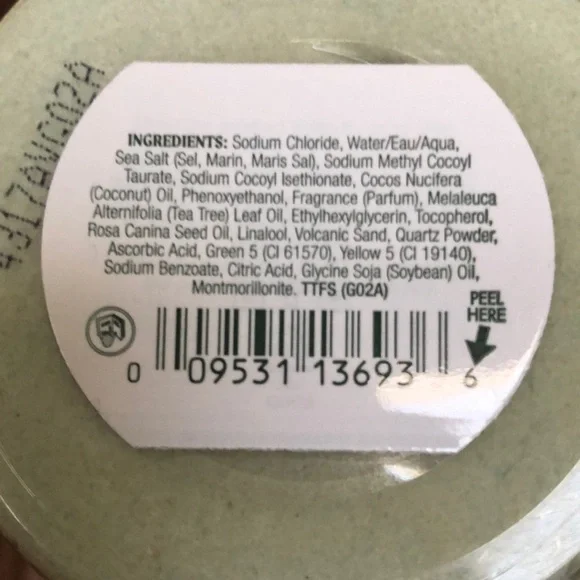 INGREDIENTS: Sodium Chloride, Water/Eau/Aqua,
Sea Salt (Sel, Marin, Maris Sal), Sodium Methyl Cocoyl
Taurate, Sodium Cocoyl Isethionate, Cocos Nucifera
(Coconut) Oil, Phenoxyethanol, Fragrance (Parfum), Melaleuca
Alternifolia (Tea Tree) Leaf Oil, Ethylhexylglycerin, Tocopherol,
Rosa Canina Seed Oil, Linalool, Volcanic Sand, Quartz Powder,
Ascorbic Acid, Green 5 (CI 61570), Yellow 5 (CI 19140),
Sodium Benzoate, Citric Acid, Glycine Soja (Soybean) Oil,
Montmorillonite. TTFS (G02A)
PEEL
HERE
0 09531 13693 6